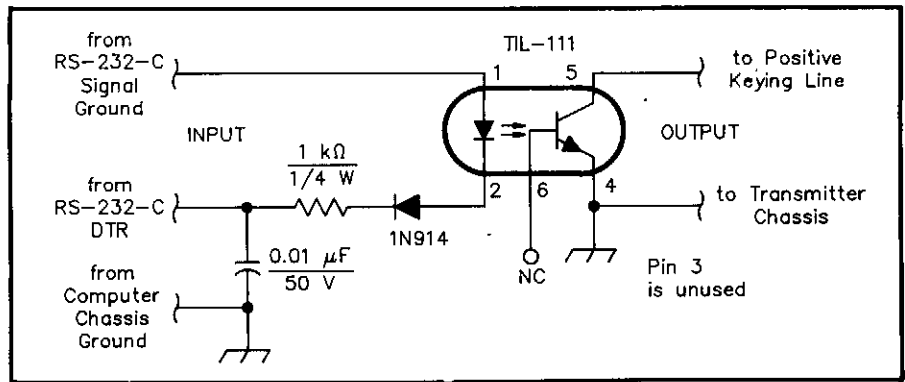 from
RS-232-C
Signal
Ground
TIL-111
1
5
to Positive
Keying Line
INPUT
OUTPUT
1 kΩ
1/4 W
2
6
4
from
RS-232-C
DTR
1N914
to Transmitter
Chassis
0.01 μF
50 V
NC
Pin 3
is unused
from
Computer
Chassis
Ground